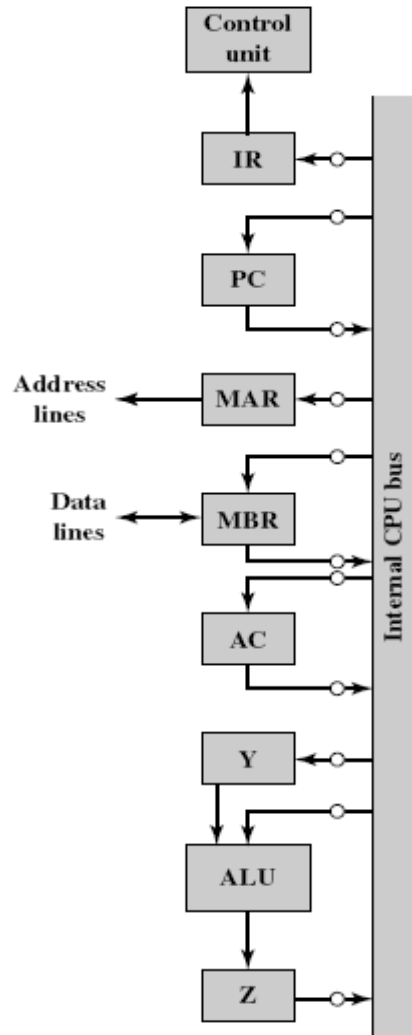 Control
unit
IR
PC
Address
lines
MAR
Data
lines
MBR
AC
Y
ALU
Z
Internal CPU bus